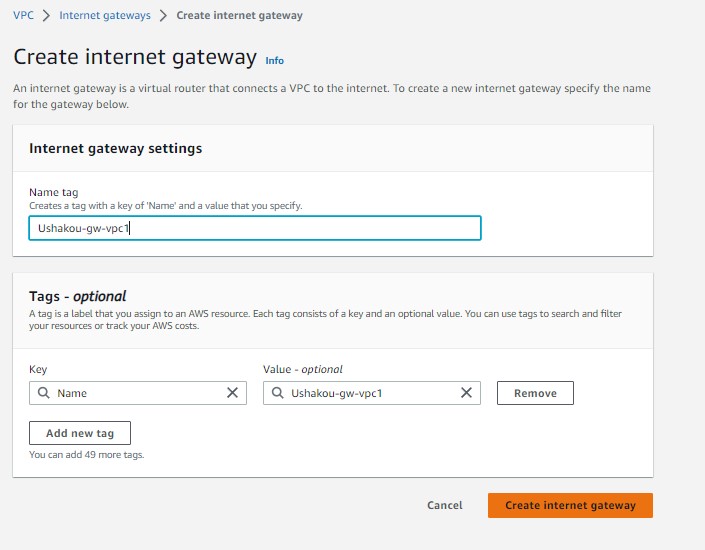 VPC > Internet gateways > Create internet gateway
Create internet gateway Info
An internet gateway is a virtual router that connects a VPC to the internet. To create a new internet gateway specify the name
for the gateway below.
Internet gateway settings
Name tag
Creates a tag with a key of 'Name' and a value that you specify.
Ushakou-gw-vpc1
Tags - optional
A tag is a label that you assign to an AWS resource. Each tag consists of a key and an optional value. You can use tags to search and filter
your resources or track your AWS costs.
Key Value - optional
Name Ushakou-gw-vpc1 Remove
Add new tag
You can add 49 more tags.
Cancel Create internet gateway